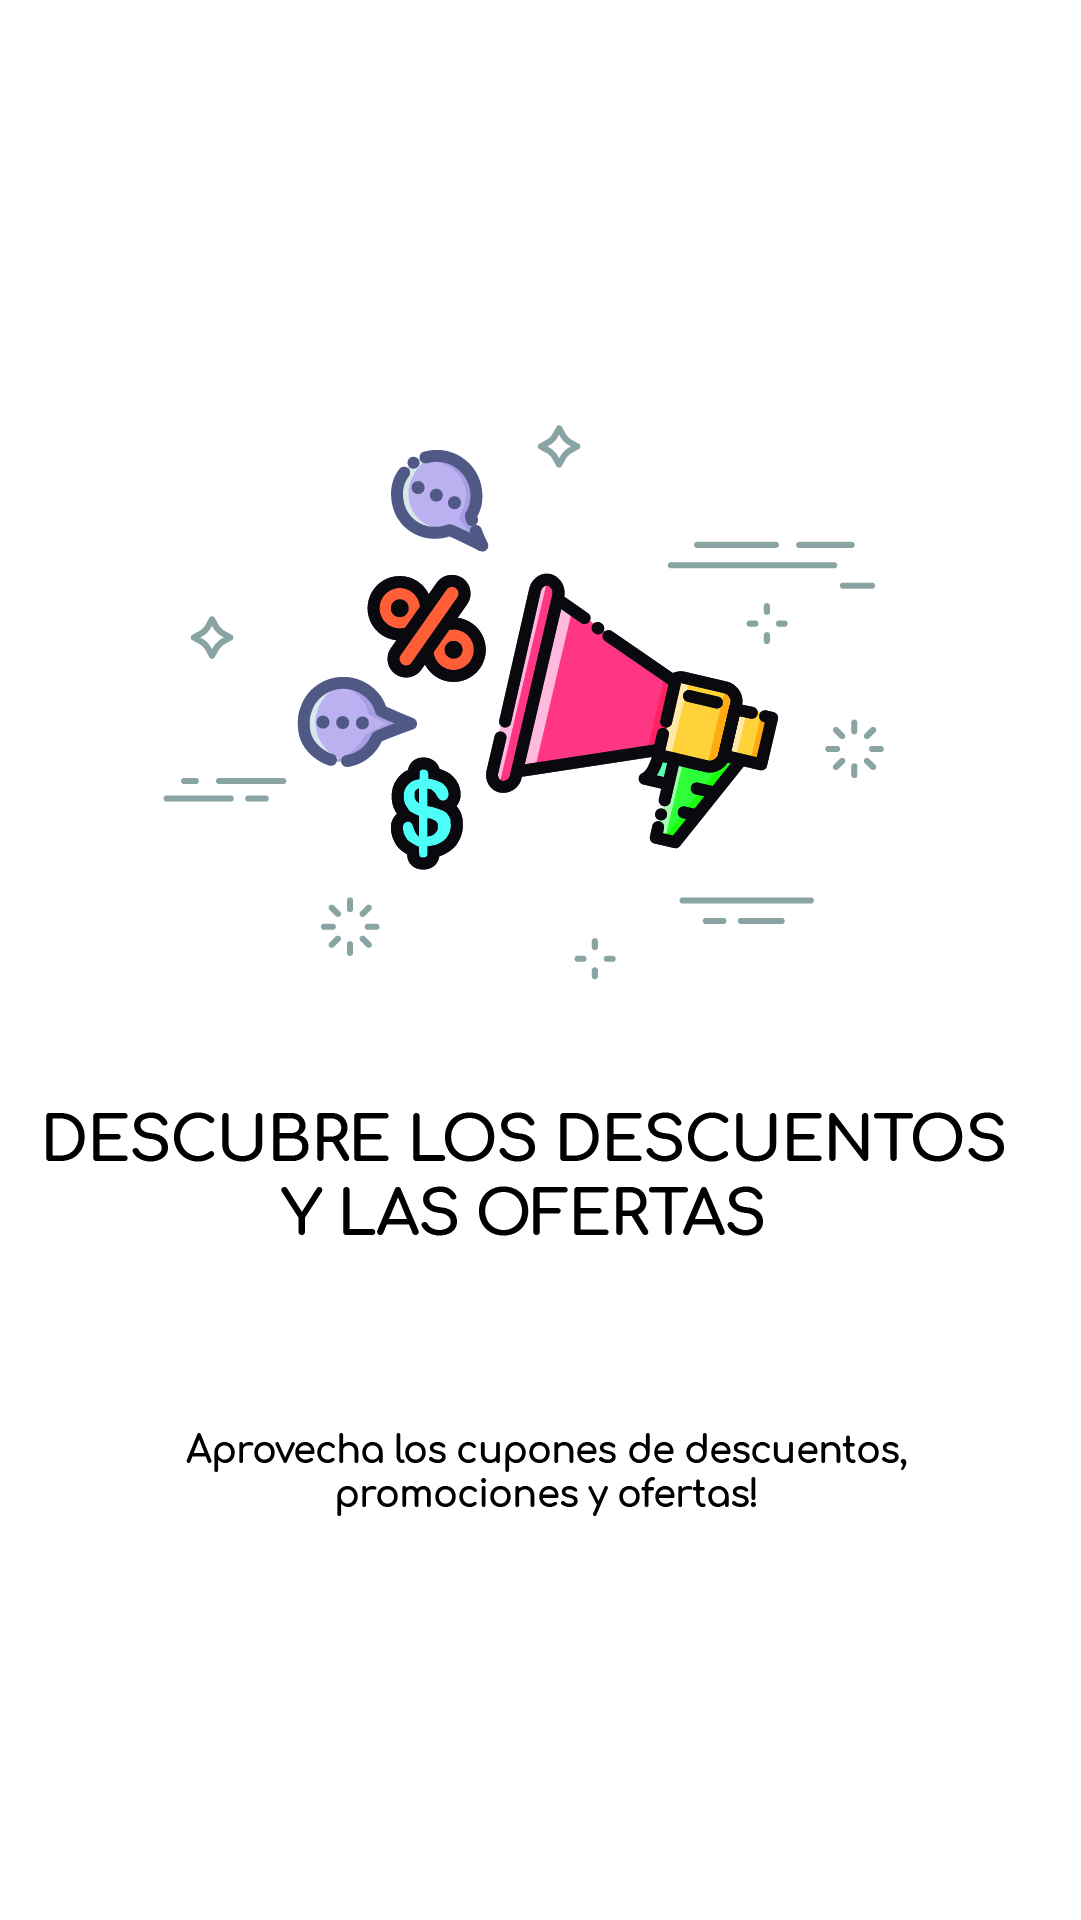 DESCUBRE LOS DESCUENTOS
Y LAS OFERTAS
Aprovecha los cupones de descuentos,
promociones y ofertas!